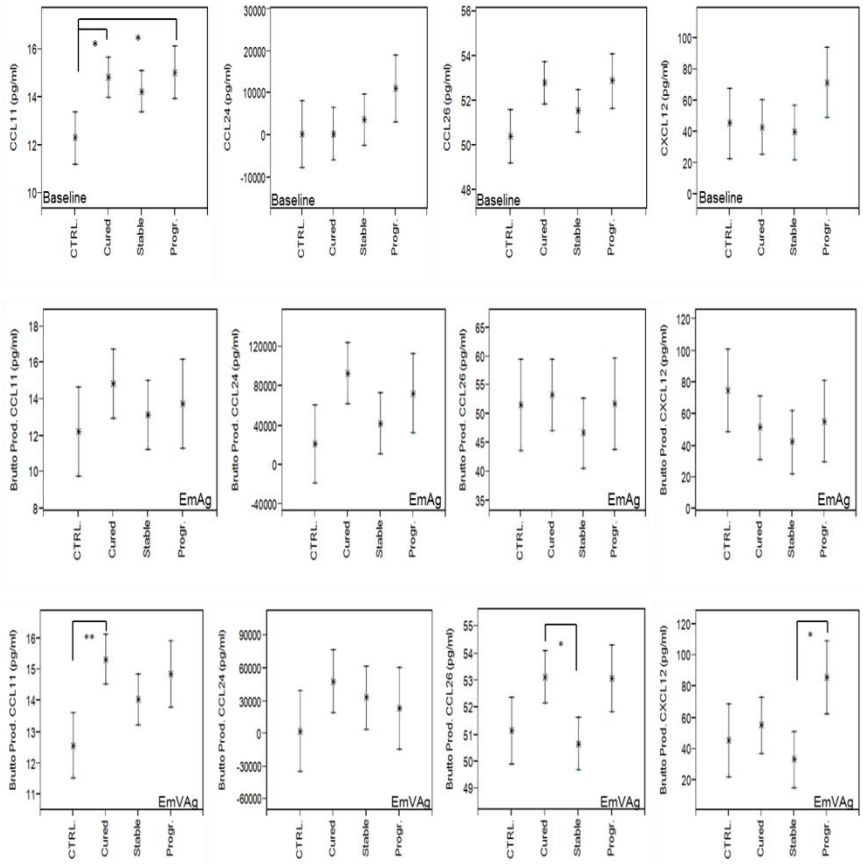 CCL11 (pg/ml)
16
14
12
10
*
*
Baseline
CTRL.
Cured
Stable
Progr.
CCL24 (pg/ml)
30000
20000
10000
0
-10000
Baseline
CTRL.
Cured
Stable
Progr.
CCL26 (pg/ml)
56
54
52
50
48
Baseline
CTRL.
Cured
Stable
Progr.
CXCL12 (pg/ml)
100
80
60
40
20
0
Baseline
CTRL.
Cured
Stable
Progr.
Brutto Prod. CCL11 (pg/ml)
18
16
14
12
10
8
EmAg
CTRL.
Cured
Stable
Progr.
Brutto Prod. CCL24 (pg/ml)
120000
80000
40000
0
-40000
EmAg
CTRL.
Cured
Stable
Progr.
Brutto Prod. CCL26 (pg/ml)
65
60
55
50
45
40
35
EmAg
CTRL.
Cured
Stable
Progr.
Brutto Prod. CXCL12 (pg/ml)
120
100
80
60
40
20
0
EmAg
CTRL.
Cured
Stable
Progr.
Brutto Prod. CCL11 (pg/ml)
16
15
14
13
12
11
**
EmVAg
CTRL.
Cured
Stable
Progr.
Brutto Prod. CCL24 (pg/ml)
90000
60000
30000
0
-30000
-60000
EmVAg
CTRL.
Cured
Stable
Progr.
Brutto Prod. CCL26 (pg/ml)
55
54
53
52
51
50
49
*
EmVAg
CTRL.
Cured
Stable
Progr.
Brutto Prod. CXCL12 (pg/ml)
120
100
80
60
40
20
*
EmVAg
CTRL.
Cured
Stable
Progr.